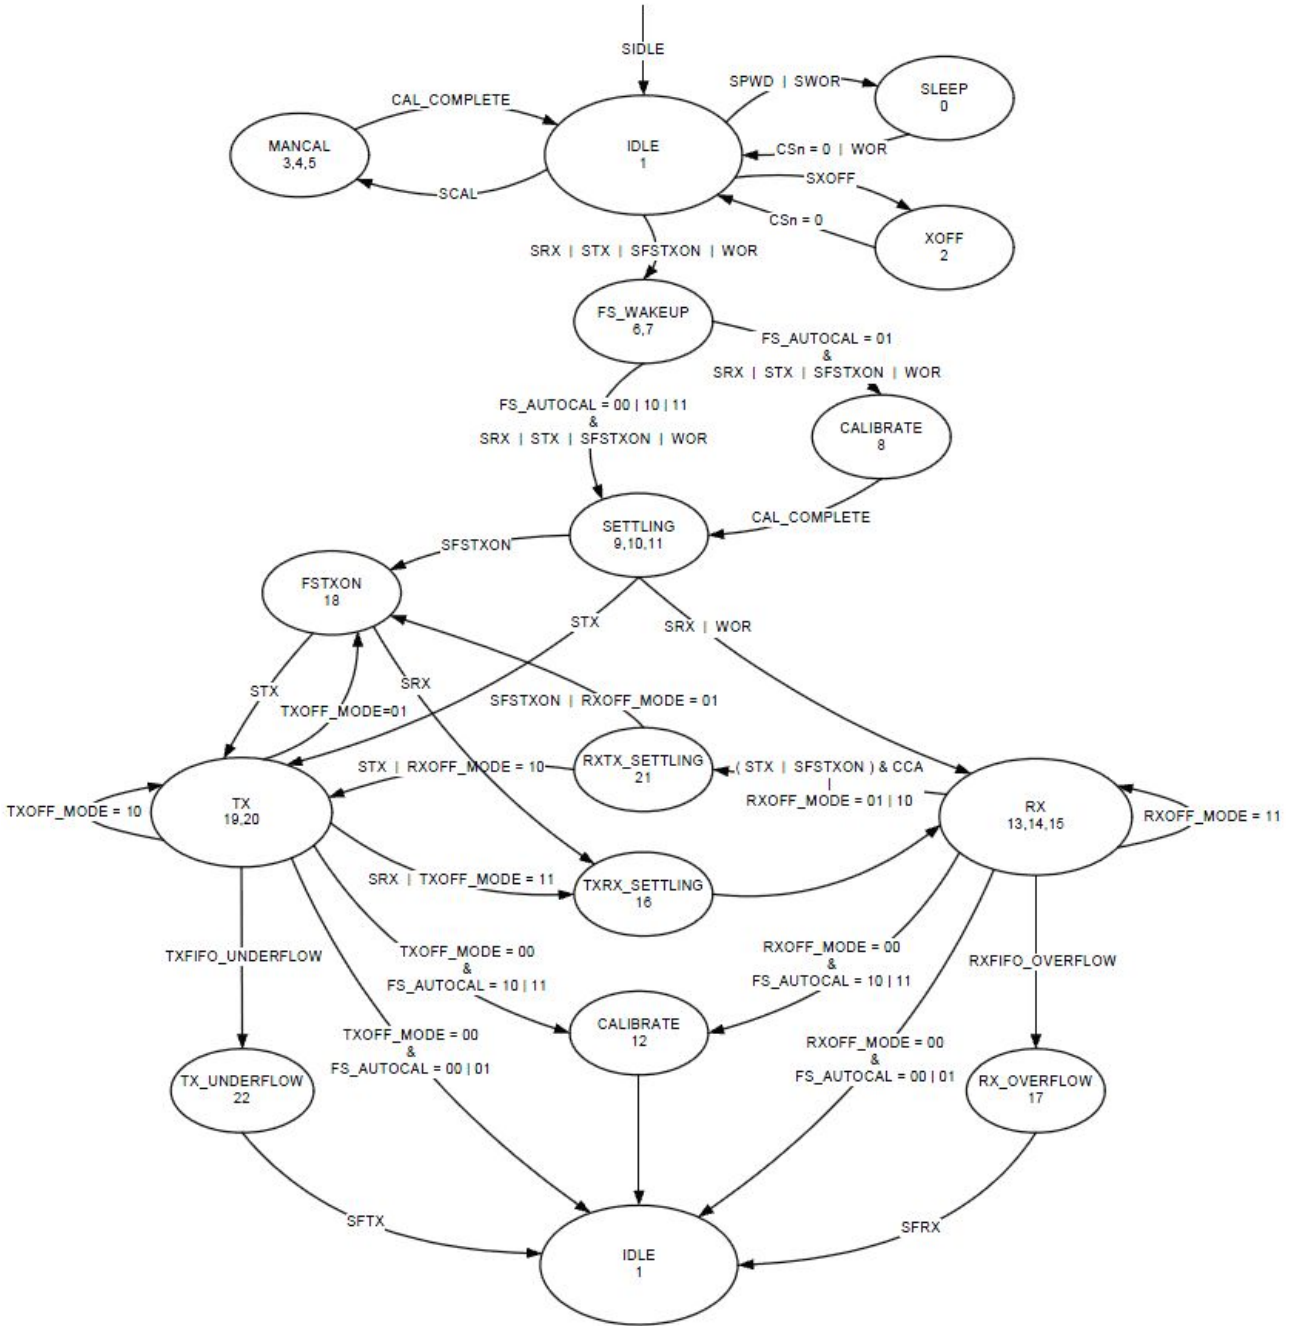 SIDLE
SPWD | SWOR
SLEEP
0
CAL_COMPLETE
MANCAL
3,4,5
IDLE
1
CSn = 0 | WOR
SCAL
SXOFF
CSn = 0
XOFF
2
SRX | STX | SFSTXON | WOR
FS_WAKEUP
6,7
FS_AUTOCAL = 01
&
SRX | STX | SFSTXON | WOR
FS_AUTOCAL = 00 | 10 | 11
&
SRX | STX | SFSTXON | WOR
CALIBRATE
8
SETTLING
9,10,11
CAL_COMPLETE
SFSTXON
FSTXON
18
STX
SRX | WOR
STX
SRX
TXOFF_MODE=01
SFSTXON | RXOFF_MODE = 01
STX | RXOFF_MODE = 10
RXTX_SETTLING
21
( STX | SFSTXON ) & CCA
|
RXOFF_MODE = 01 | 10
TXOFF_MODE = 10
TX
19,20
RX
13,14,15
RXOFF_MODE = 11
SRX | TXOFF_MODE = 11
TXRX_SETTLING
16
TXFIFO_UNDERFLOW
TXOFF_MODE = 00
&
FS_AUTOCAL = 10 | 11
RXOFF_MODE = 00
&
FS_AUTOCAL = 10 | 11
RXFIFO_OVERFLOW
CALIBRATE
12
TXOFF_MODE = 00
&
FS_AUTOCAL = 00 | 01
RXOFF_MODE = 00
&
FS_AUTOCAL = 00 | 01
TX_UNDERFLOW
22
RX_OVERFLOW
17
SFTX
SFRX
IDLE
1